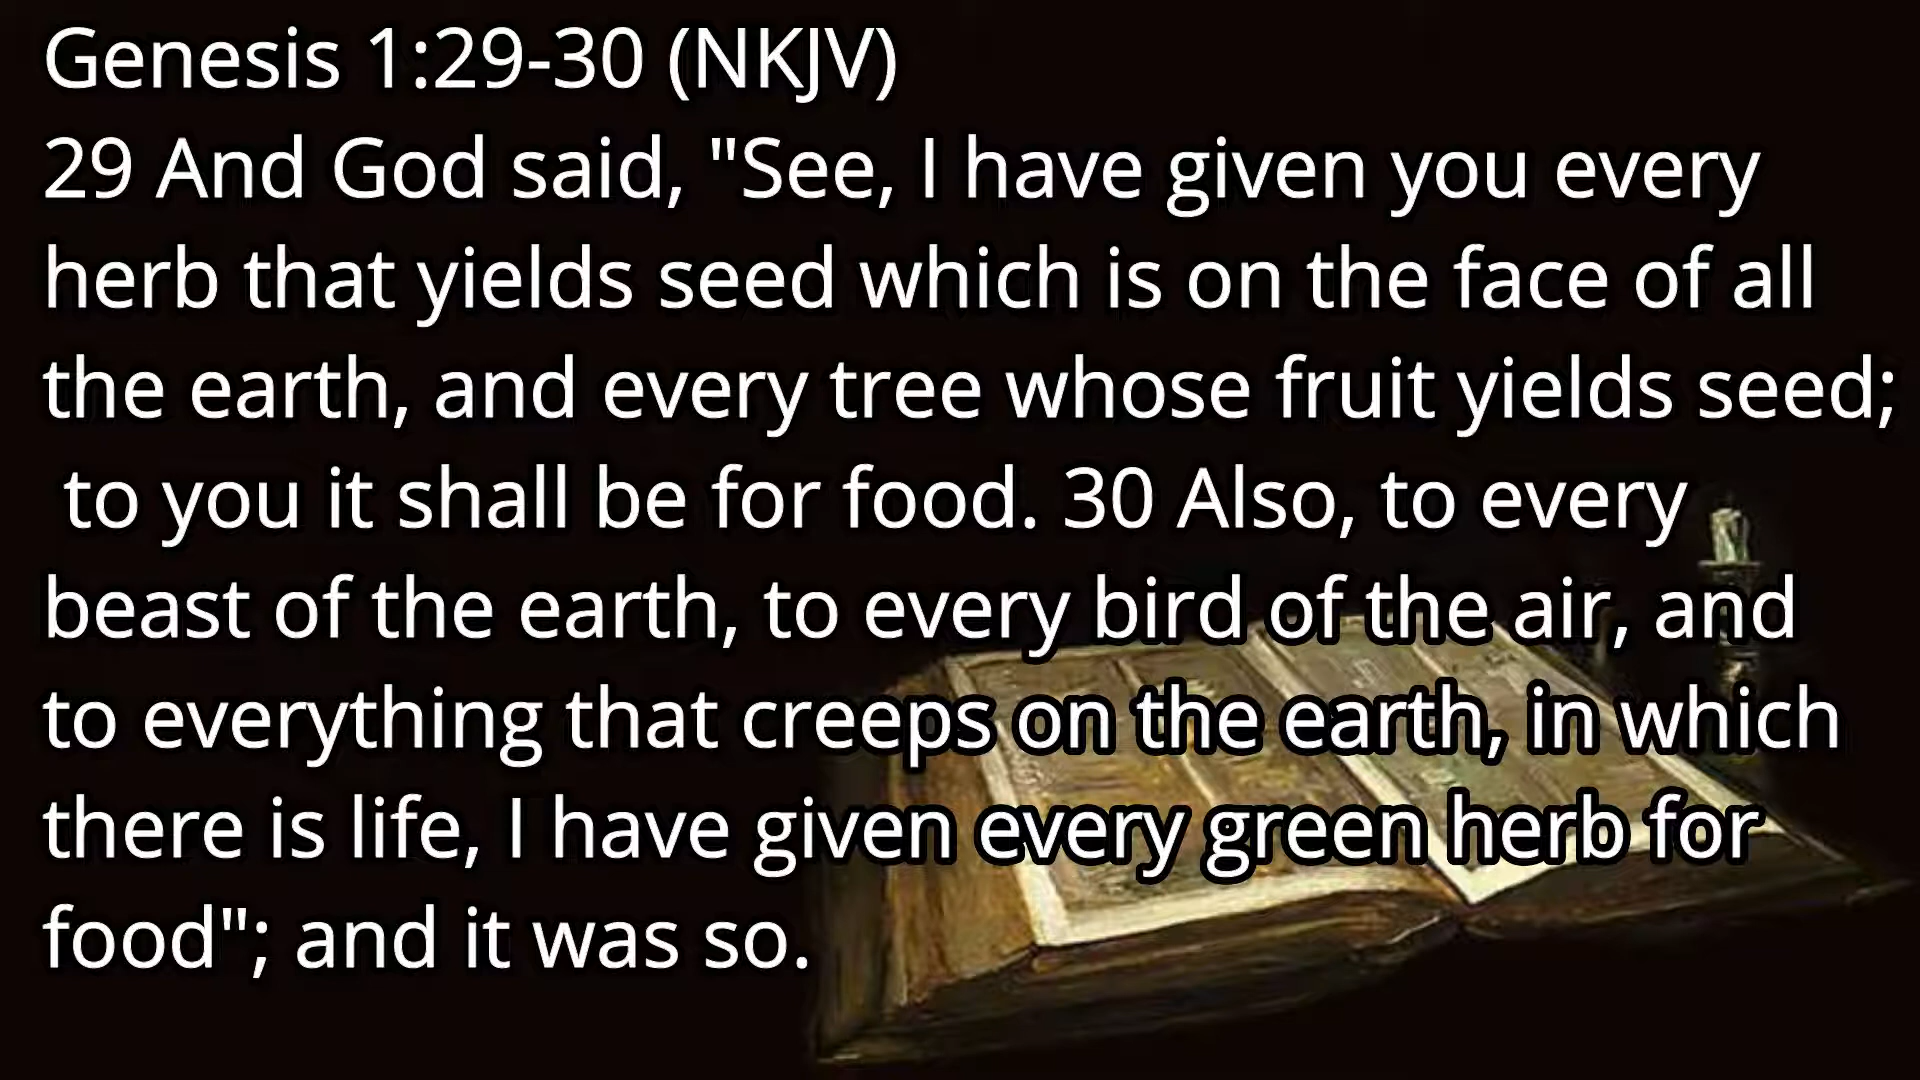 Genesis 1:29-30 (NKJV)
29 And God said, "See, I have given you every
herb that yields seed which is on the face of all
the earth, and every tree whose fruit yields seed;
to you it shall be for food. 30 Also, to every
beast of the earth, to every bird of the air, and
to everything that creeps on the earth, in which
there is life, I have given every green herb for
food"; and it was so.